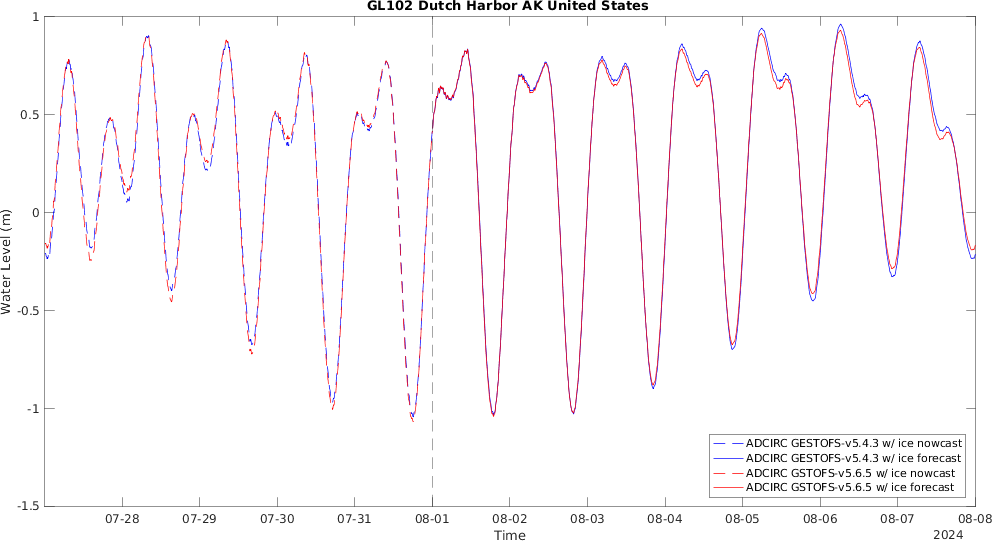 GL102 Dutch Harbor AK United States
1
0.5
0
-0.5
-1
-1.5
Water Level (m)
ADCIRC GESTOFS-v5.4.3 w/ ice nowcast
ADCIRC GESTOFS-v5.4.3 w/ ice forecast
ADCIRC GSTOFS-v5.6.5 w/ ice nowcast
ADCIRC GSTOFS-v5.6.5 w/ ice forecast
07-28 07-29 07-30 07-31 08-01 08-02 08-03 08-04 08-05 08-06 08-07 08-08
Time
2024